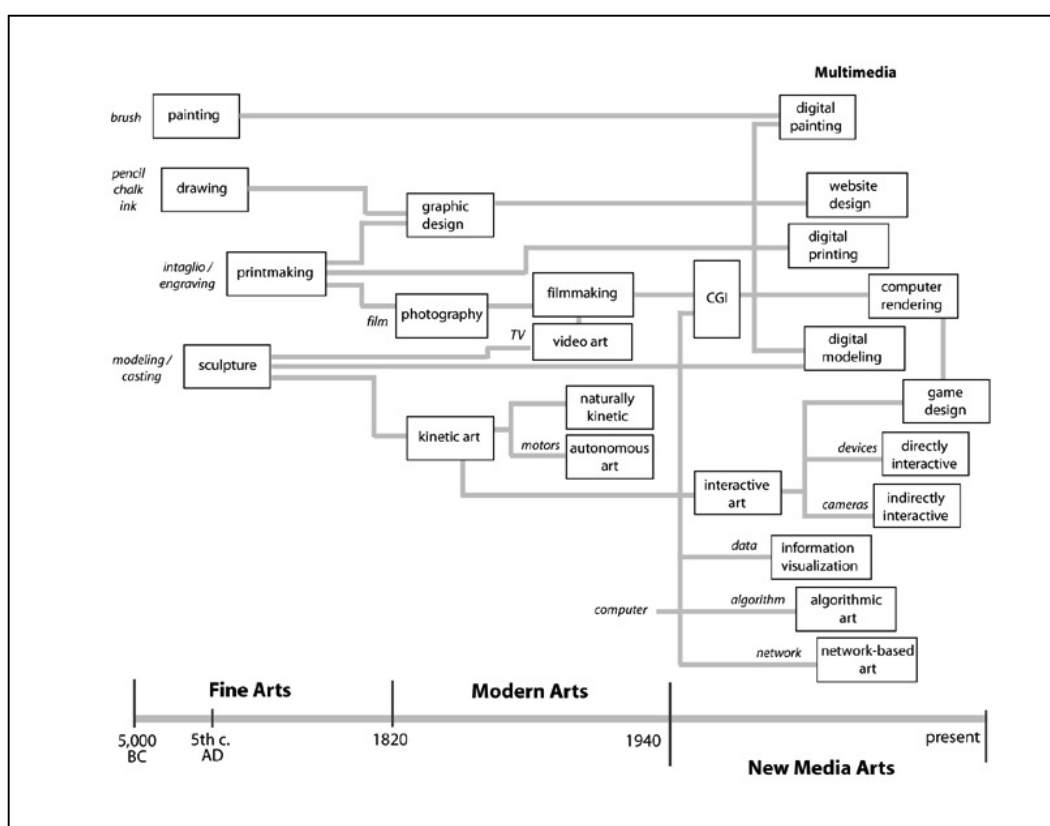 Multimedia
brush
painting
digital
painting
pencil
chalk
ink
drawing
graphic
design
website
design
digital
printing
intaglio /
engraving
printmaking
film
photography
filmmaking
TV
video art
CGI
computer
rendering
modeling /
casting
sculpture
digital
modeling
game
design
kinetic art
naturally
kinetic
motors
autonomous
art
interactive
art
devices
directly
interactive
cameras
indirectly
interactive
data
information
visualization
computer
algorithm
algorithmic
art
network
network-based
art
Fine Arts
Modern Arts
5,000
BC
5th c.
AD
1820
1940
present
New Media Arts